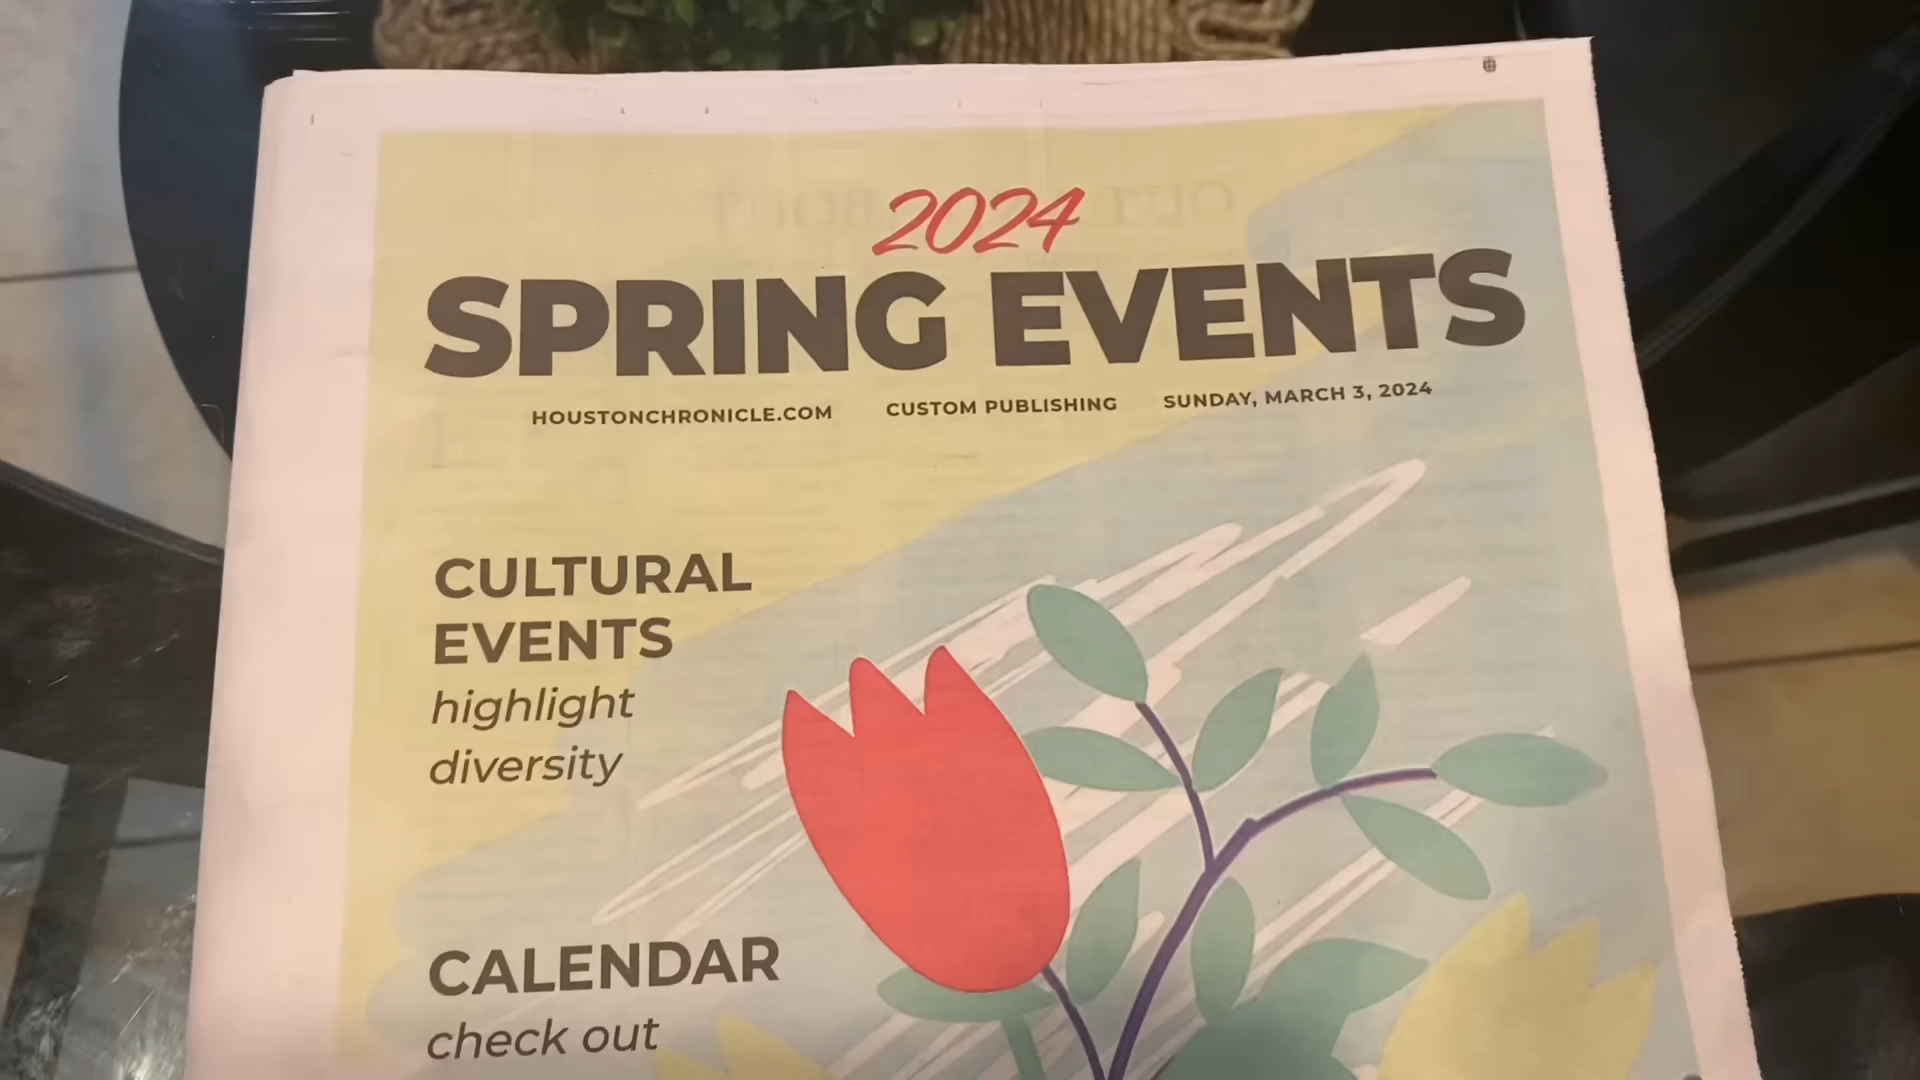 2024
SPRING EVENTS
HOUSTONCHRONICLE.COM CUSTOM PUBLISHING SUNDAY, MARCH 3, 2024
CULTURAL
EVENTS
highlight
diversity
CALENDAR
check out